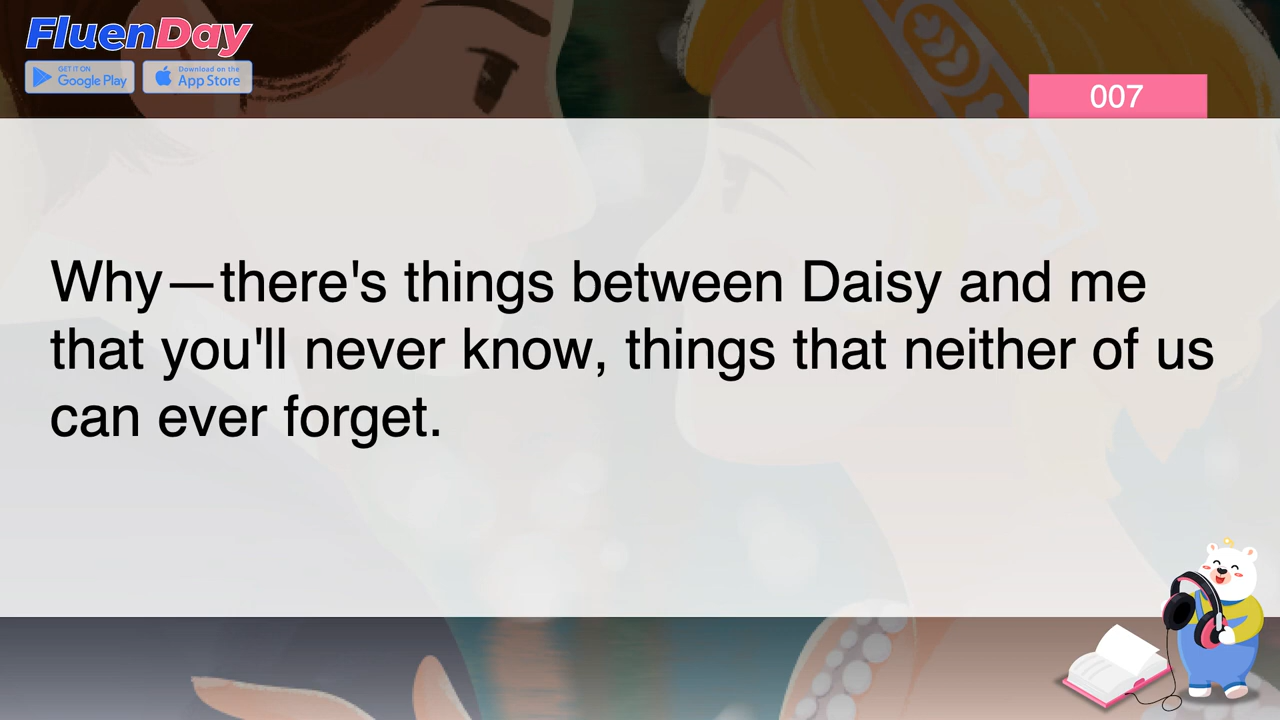 FluenDay
GET IT ON
Google Play
Download on the
App Store
007
Why—there's things between Daisy and me
that you'll never know, things that neither of us
can ever forget.